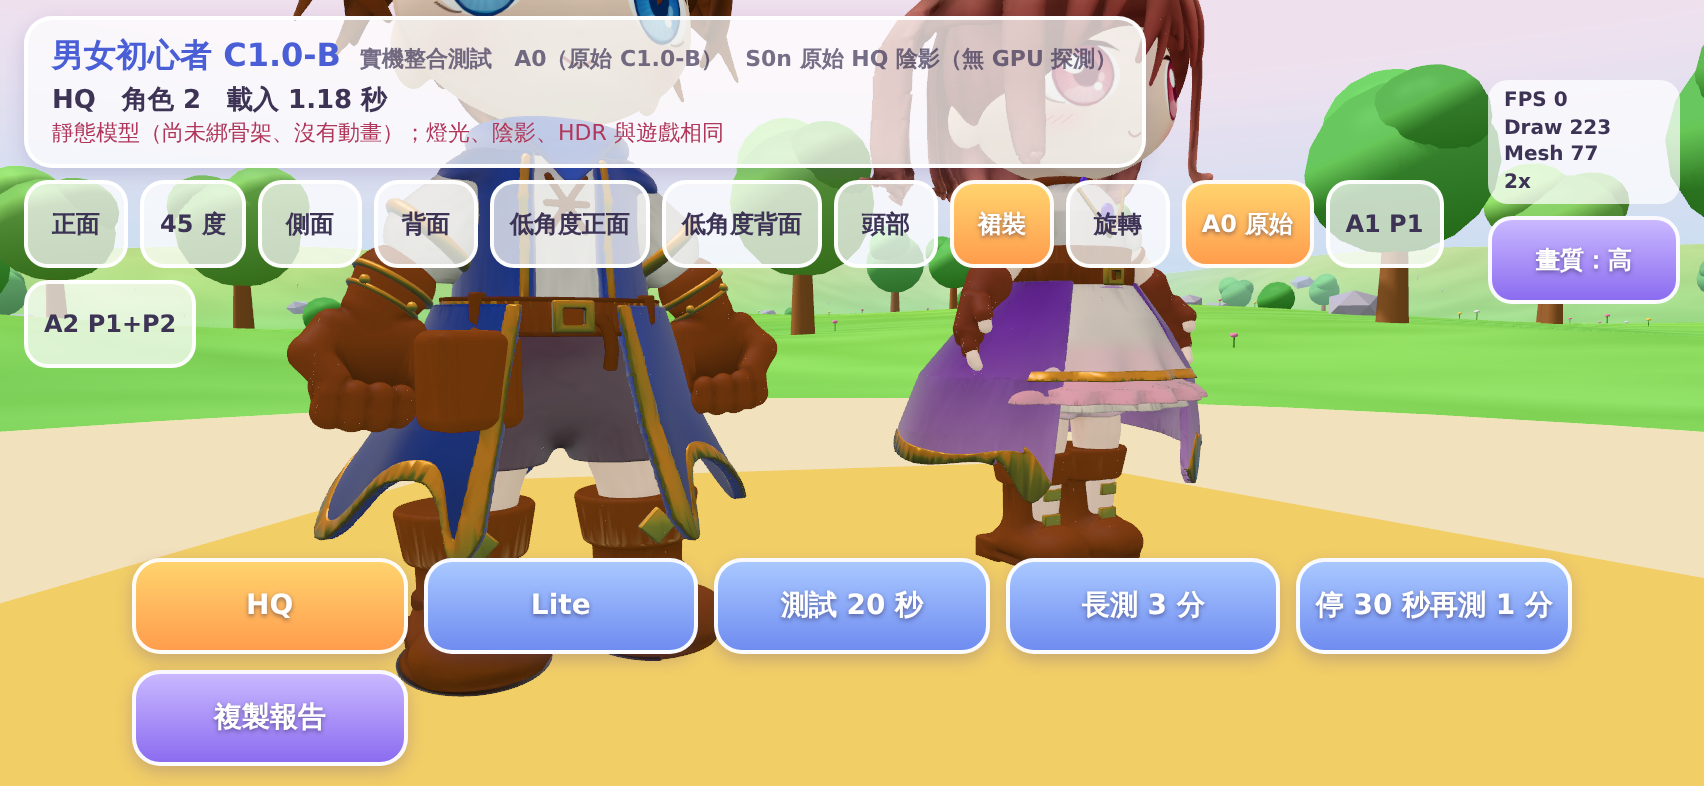 男女初心者 C1.0-B 實機整合測試 A0（原始 C1.0-B） S0n 原始 HQ 陰影（無 GPU 探測）
HQ 角色 2 載入 1.18 秒
靜態模型（尚未綁骨架、沒有動畫）；燈光、陰影、HDR 與遊戲相同
FPS 0
Draw 223
Mesh 77
2x
正面
45 度
側面
背面
低角度正面
低角度背面
頭部
裙裝
旋轉
A0 原始
A1 P1
畫質：高
A2 P1+P2
HQ
Lite
測試 20 秒
長測 3 分
停 30 秒再測 1 分
複製報告